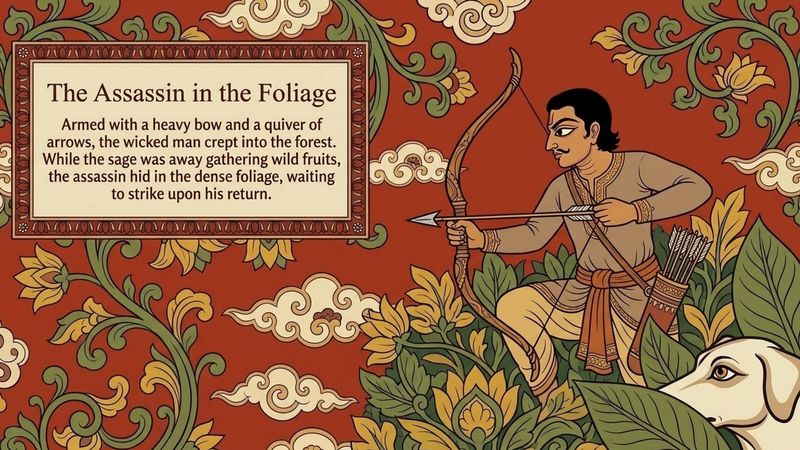 The Assassin in the Foliage
Armed with a heavy bow and a quiver of
arrows, the wicked man crept into the forest.
While the sage was away gathering wild fruits,
the assassin hid in the dense foliage, waiting
to strike upon his return.